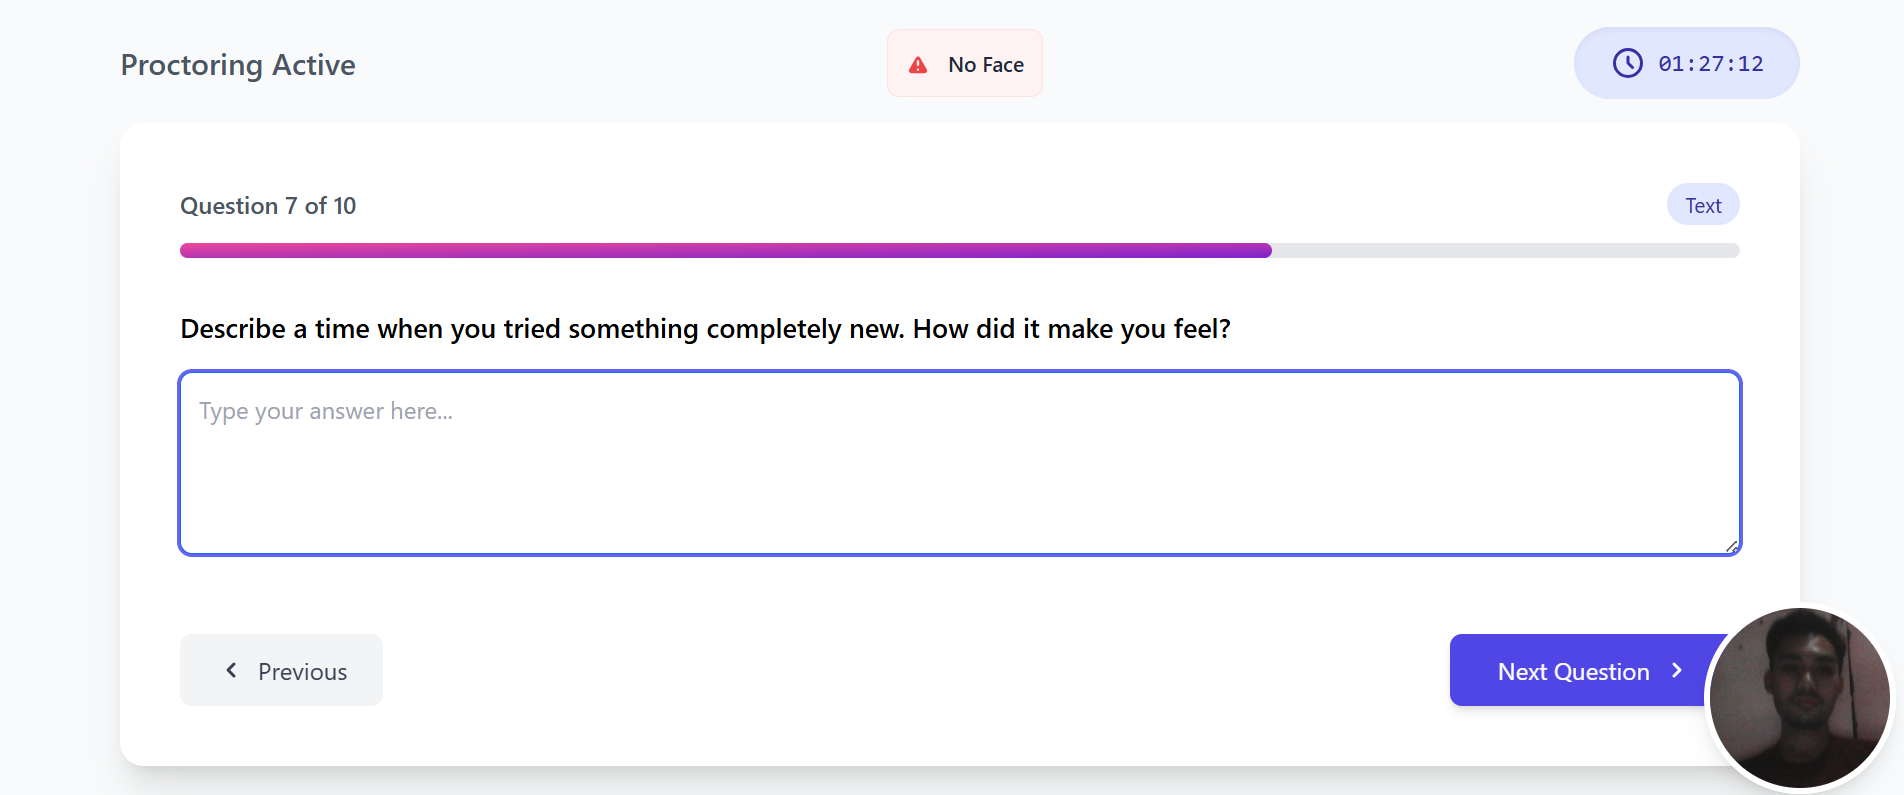 Proctoring Active
No Face
01:27:12
Question 7 of 10
Text
Describe a time when you tried something completely new. How did it make you feel?
Type your answer here...
Previous
Next Question